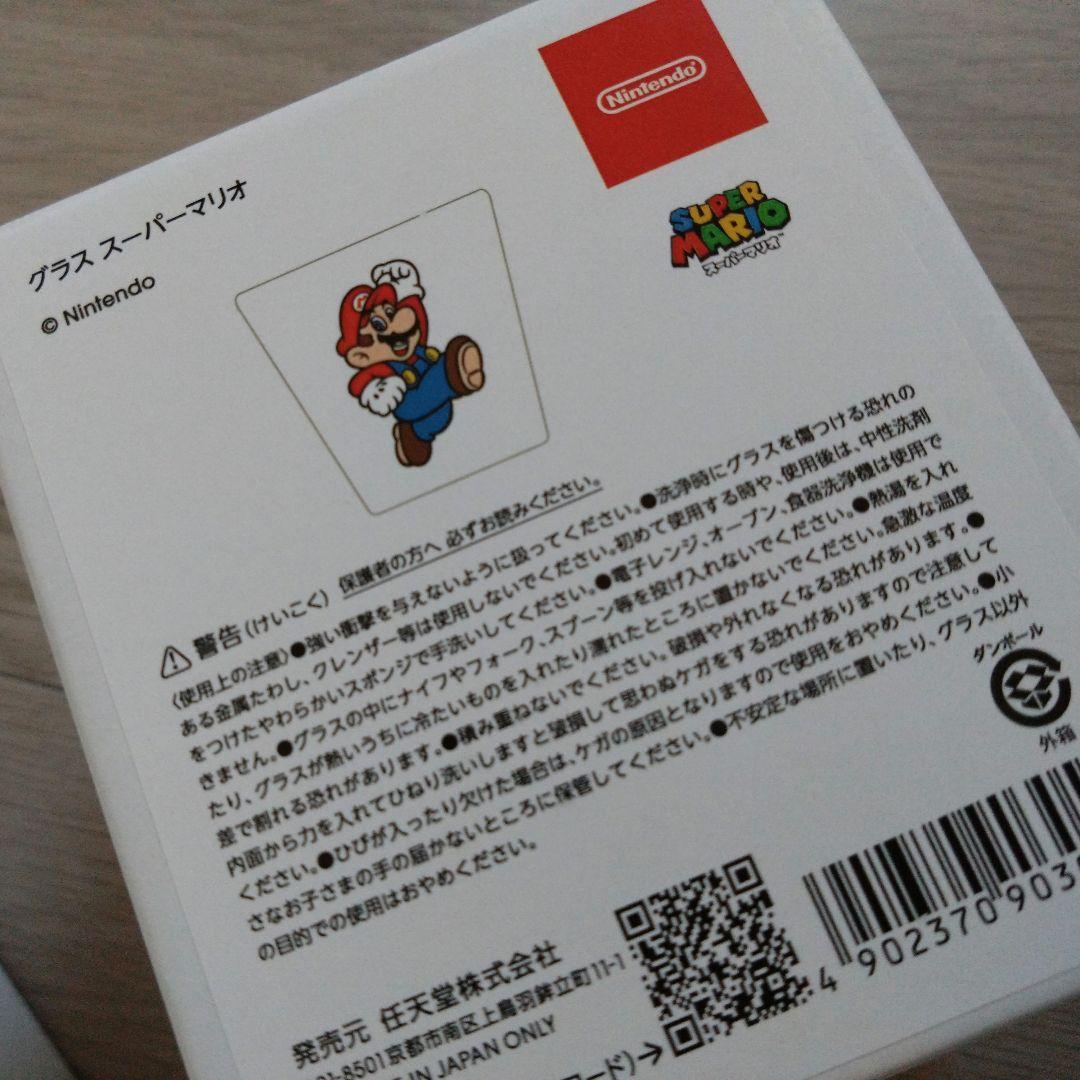 Nintendo
SUPER
MARIO
スーパーマリオ
グラス スーパーマリオ
© Nintendo
M
⚠ 警告(けいこく) 保護者の方へ 必ずお読みください。
〈使用上の注意〉●強い衝撃を与えないように扱ってください。●洗浄時にグラスを傷つける恐れの
ある金属たわし、クレンザー等は使用しないでください。初めて使用する時や、使用後は、中性洗剤
をつけたやわらかいスポンジで手洗いしてください。●電子レンジ、オーブン、食器洗浄機は使用で
きません。●グラスの中にナイフやフォーク、スプーン等を投げ入れないでください。●熱湯を入れ
たり、グラスが熱いうちに冷たいものを入れたり濡れたところに置かないでください。急激な温度
差で割れる恐れがあります。●積み重ねないでください。破損や外れなくなる恐れがあります。●
内面から力を入れてひねり洗いしますと破損して思わぬケガをする恐れがありますので注意して
ください。●ひびが入ったり欠けた場合は、ケガの原因となりますので使用をおやめください。●小
さなお子さまの手の届かないところに保管してください。●不安定な場所に置いたり、グラス以外
の目的での使用はおやめください。
ダンボール
外箱
発売元 任天堂株式会社
8501京都市南区上鳥羽鉾立町11-1
IN JAPAN ONLY
ード)→
4 902370 903